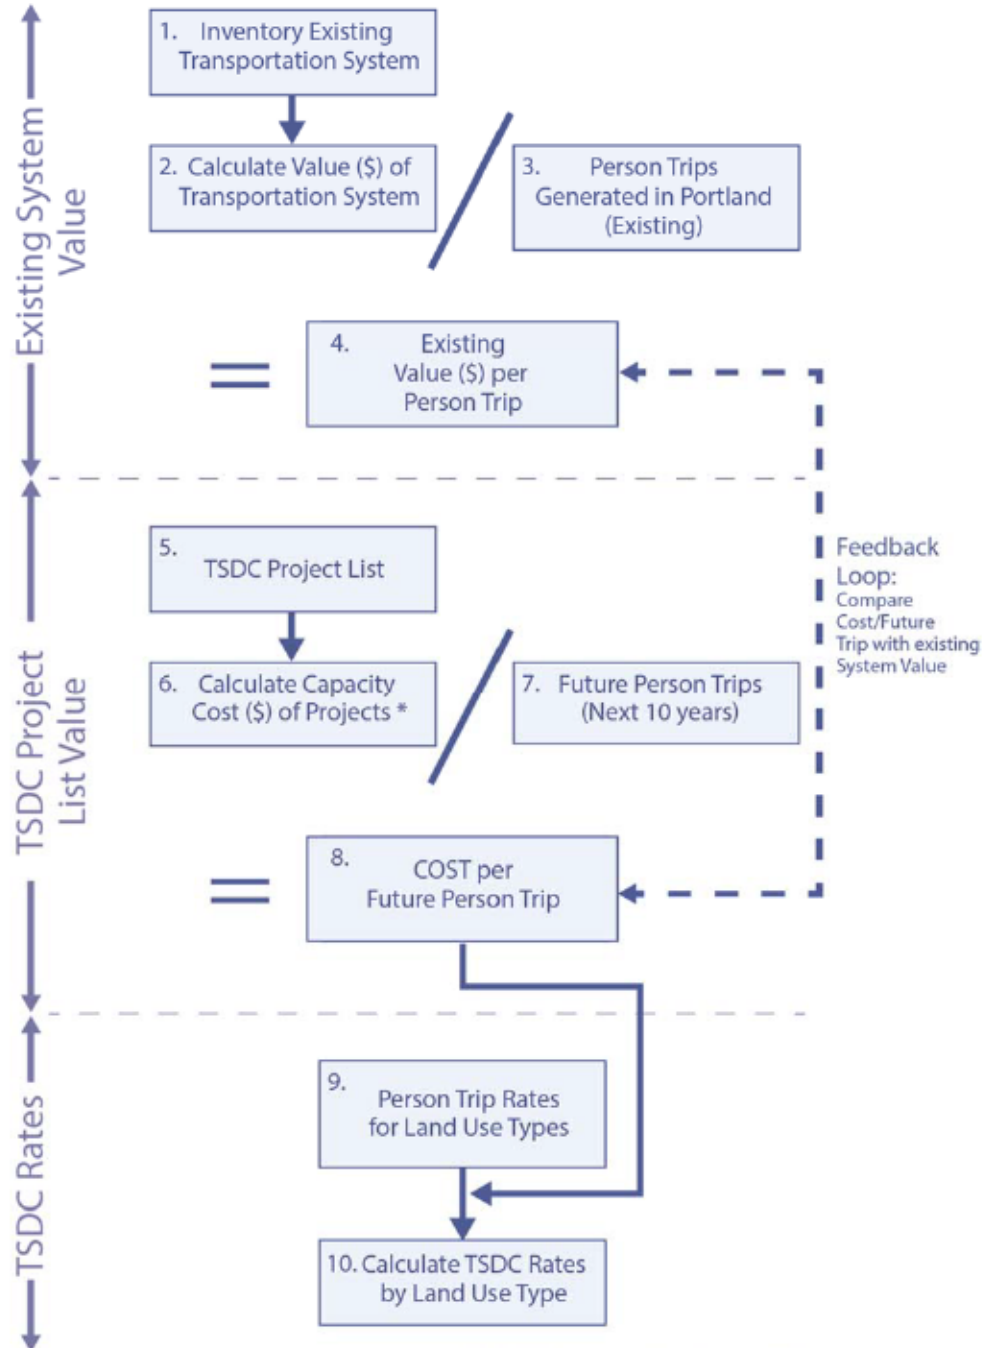 Existing System
Value
1. Inventory Existing
Transportation System
2. Calculate Value ($) of
Transportation System
3. Person Trips
Generated in Portland
(Existing)
=
4. Existing
Value ($) per
Person Trip
TSDC Project
List Value
5.
TSDC Project List
6. Calculate Capacity
Cost ($) of Projects *
7. Future Person Trips
(Next 10 years)
=
8. COST per
Future Person Trip
Feedback
Loop:
Compare
Cost/Future
Trip with existing
System Value
TSDC Rates
9. Person Trip Rates
for Land Use Types
10. Calculate TSDC Rates
by Land Use Type